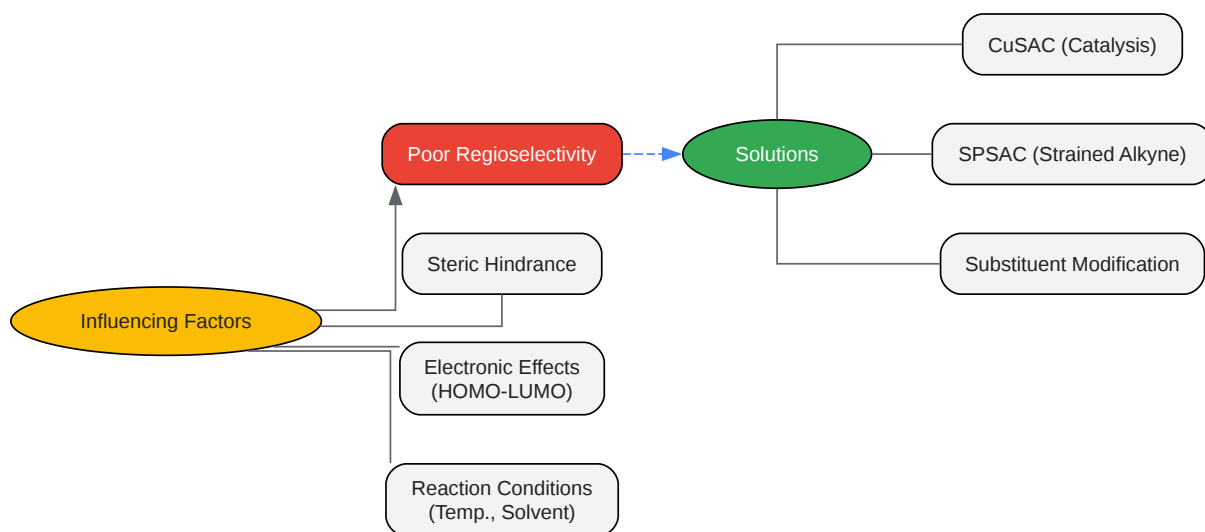 CuSAC (Catalysis)
Poor Regioselectivity
Solutions
SPSAC (Strained Alkyne)
Steric Hindrance
Substituent Modification
Influencing Factors
Electronic Effects
(HOMO-LUMO)
Reaction Conditions
(Temp., Solvent)